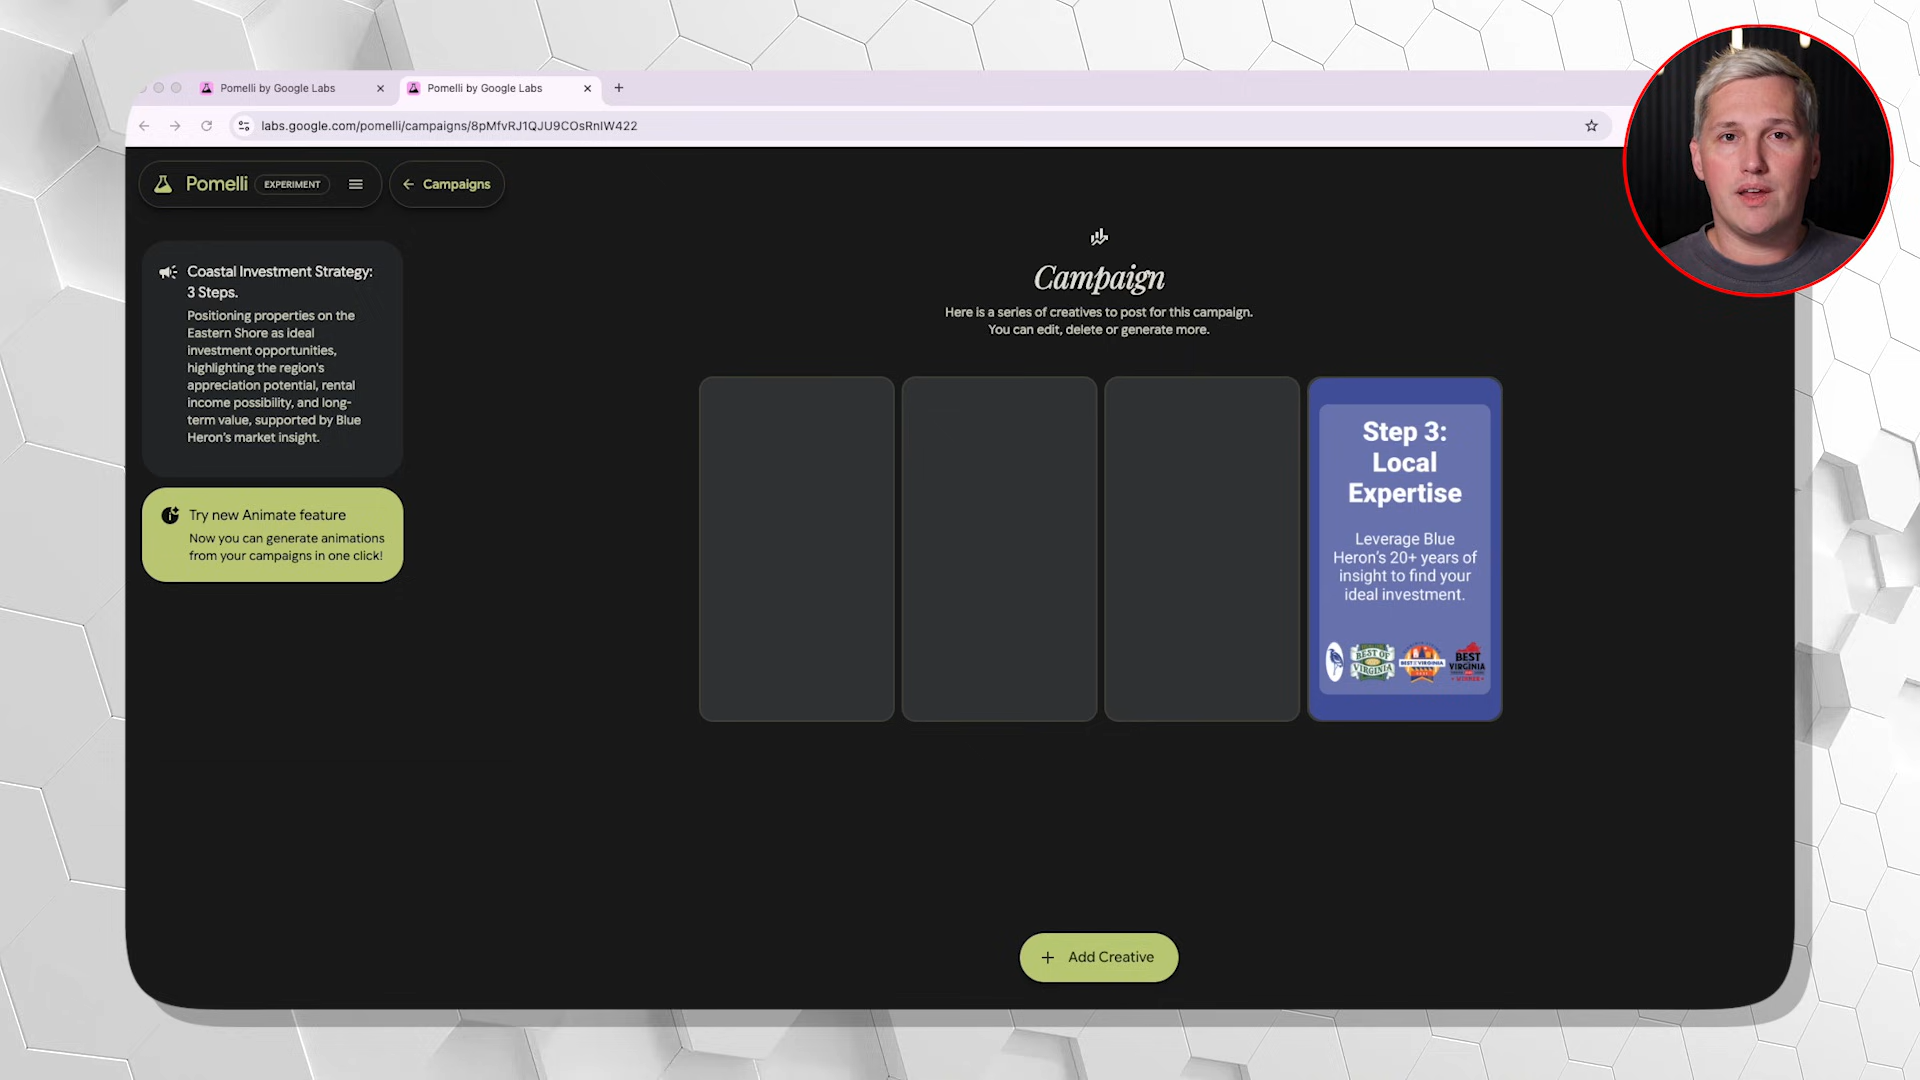 Pomelli by Google Labs
Pomelli by Google Labs
labs.google.com/pomelli/campaigns/8pMfvRJ1QJU9COsRnIW422
Pomelli EXPERIMENT
Campaigns
Coastal Investment Strategy:
3 Steps.
Positioning properties on the
Eastern Shore as ideal
investment opportunities,
highlighting the region's
appreciation potential, rental
income possibility, and long-
term value, supported by Blue
Heron's market insight.
Try new Animate feature
Now you can generate animations
from your campaigns in one click!
Campaign
Here is a series of creatives to post for this campaign.
You can edit, delete or generate more.
Step 3:
Local
Expertise
Leverage Blue
Heron's 20+ years of
insight to find your
ideal investment.
BEST OF
VIRGINIA
BEST OF VIRGINIA
BEST
VIRGINIA
WINNER
Add Creative